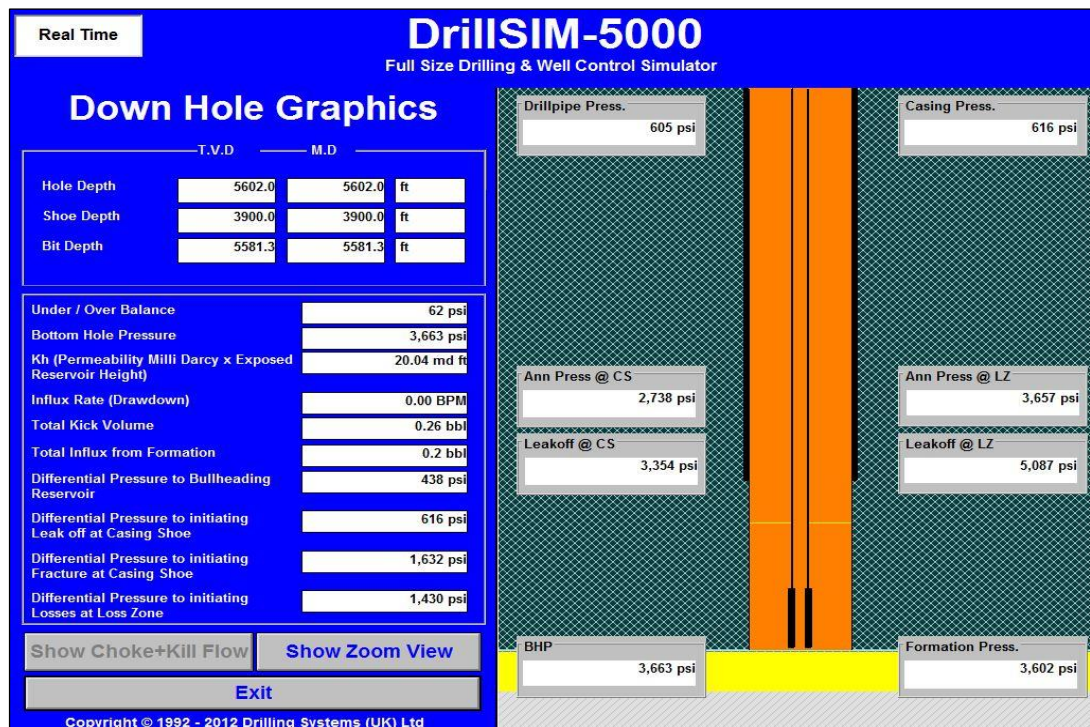 Real Time
DrillSIM-5000
Full Size Drilling & Well Control Simulator
Down Hole Graphics
T.V.D M.D
Hole Depth 5602.0 5602.0 ft
Shoe Depth 3900.0 3900.0 ft
Bit Depth 5581.3 5581.3 ft
Under / Over Balance 62 psi
Bottom Hole Pressure 3,663 psi
Kh (Permeability Milli Darcy x Exposed 20.04 md ft
Reservoir Height)
Influx Rate (Drawdown) 0.00 BPM
Total Kick Volume 0.26 bbl
Total Influx from Formation 0.2 bbl
Differential Pressure to Bullheading 438 psi
Reservoir
Differential Pressure to initiating 616 psi
Leak off at Casing Shoe
Differential Pressure to initiating 1,632 psi
Fracture at Casing Shoe
Differential Pressure to initiating 1,430 psi
Losses at Loss Zone
Show Choke+Kill Flow Show Zoom View
Exit
Copyright © 1992 - 2012 Drilling Systems (UK) Ltd
Drillpipe Press. Casing Press.
605 psi 616 psi
Ann Press @ CS Ann Press @ LZ
2,738 psi 3,657 psi
Leakoff @ CS Leakoff @ LZ
3,354 psi 5,087 psi
BHP Formation Press.
3,663 psi 3,602 psi